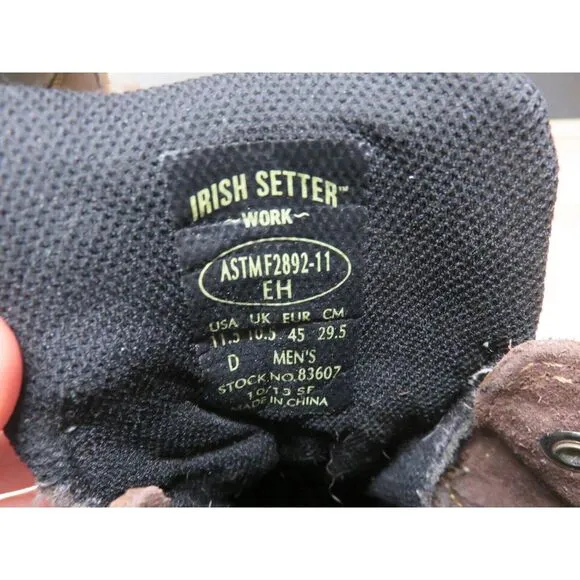 IRISH SETTER™
~WORK~
ASTM F2892-11
EH
USA UK EUR CM
11.5 10.5 45 29.5
D MEN'S
STOCK NO. 83607
10/13 SF
MADE IN CHINA